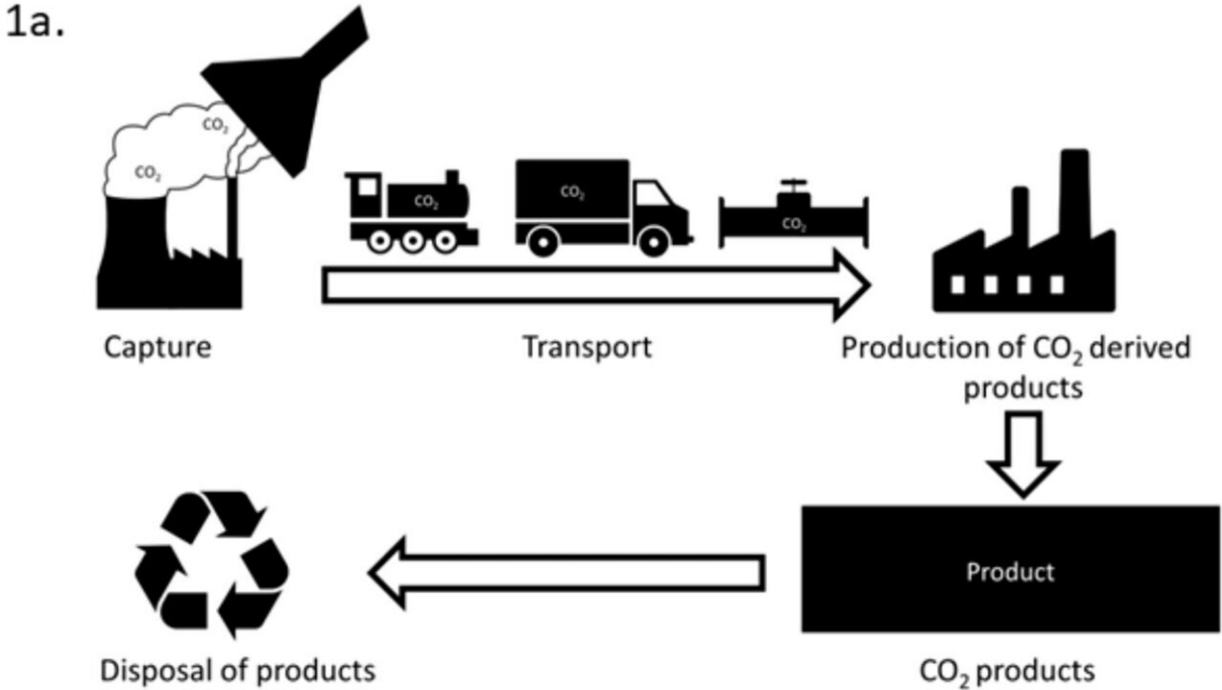 1a.
CO₂
CO₂
CO₂
CO₂
CO₂
Capture
Transport
Production of CO₂ derived
products
Product
Disposal of products
CO₂ products